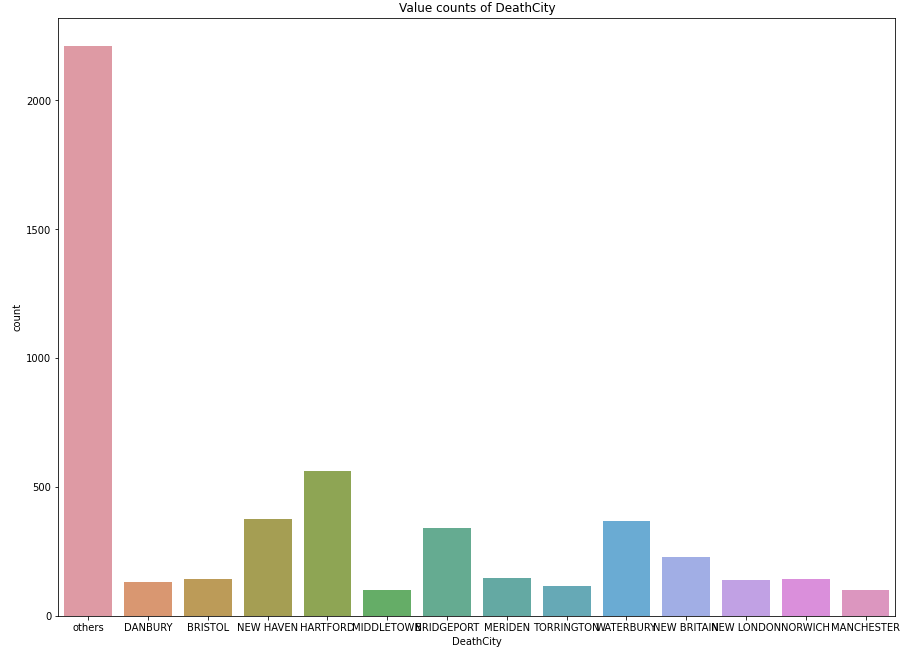 Value counts of DeathCity
2000
1500
1000
500
0
count
others DANBURY BRISTOL NEW HAVEN HARTFORD MIDDLETOWN BRIDGEPORT MERIDEN TORRINGTON WATERBURY NEW BRITAIN NEW LONDON NORWICH MANCHESTER
DeathCity